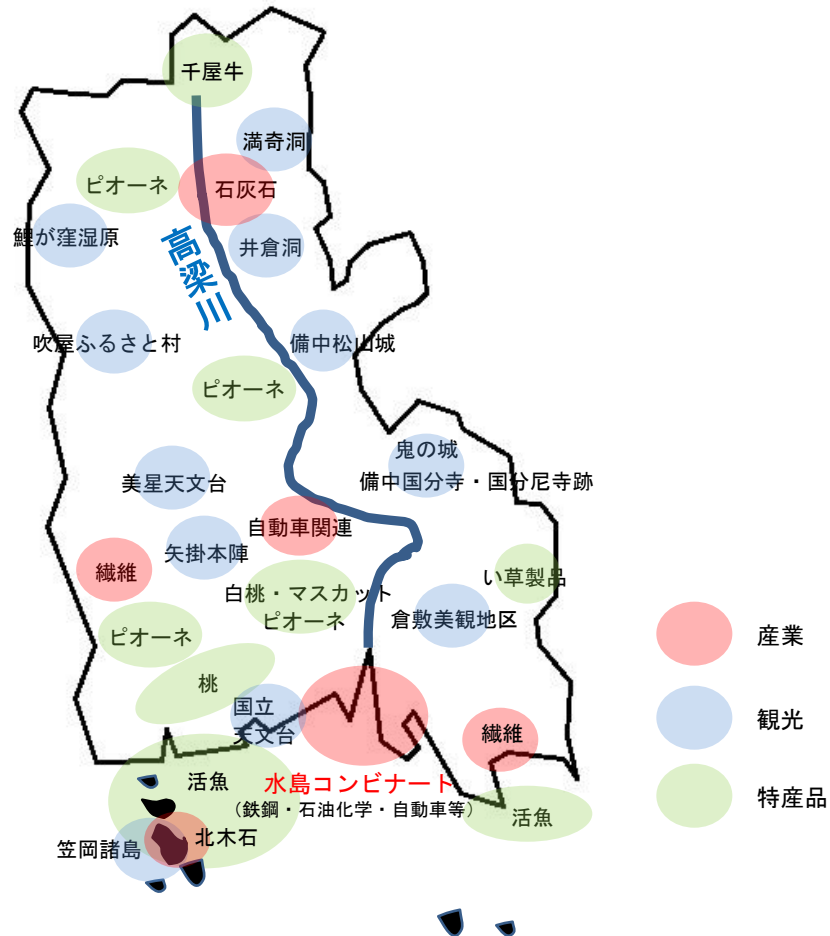 千屋牛
満奇洞
ピオーネ
石灰石
鯉が窪湿原
井倉洞
高梁川
吹屋ふるさと村
備中松山城
ピオーネ
鬼の城
備中国分寺・国分尼寺跡
美星天文台
自動車関連
矢掛本陣
繊維
い草製品
白桃・マスカット
ピオーネ
倉敷美観地区
ピオーネ
産業
桃
国立
天文台
観光
繊維
活魚
水島コンビナート
（鉄鋼・石油化学・自動車等）
特産品
活魚
北木石
笠岡諸島